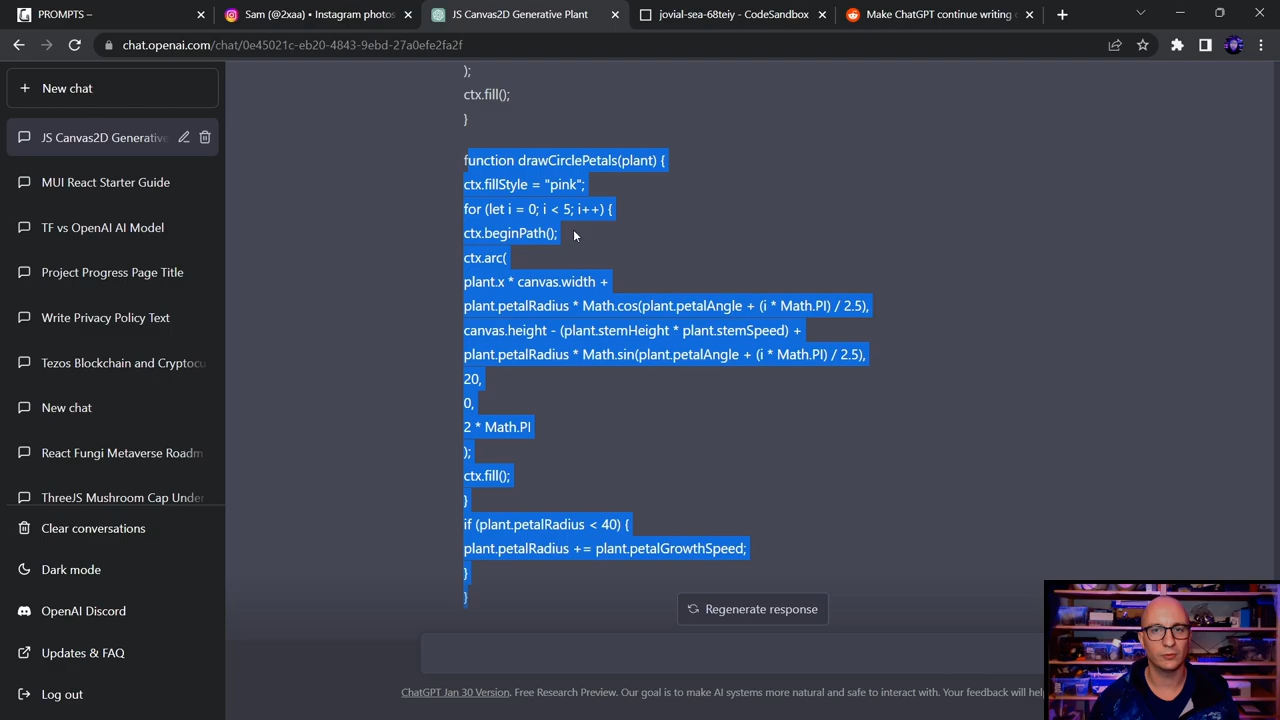 PROMPTS –
Sam (@2xaa) • Instagram photos
JS Canvas2D Generative Plant
jovial-sea-68teiy - CodeSandbox
Make ChatGPT continue writing
chat.openai.com/chat/0e45021c-eb20-4843-9ebd-27a0efe2fa2f
New chat
JS Canvas2D Generative
MUI React Starter Guide
TF vs OpenAI AI Model
Project Progress Page Title
Write Privacy Policy Text
Tezos Blockchain and Cryptocu
New chat
React Fungi Metaverse Roadm
ThreeJS Mushroom Cap Under
Clear conversations
Dark mode
OpenAI Discord
Updates & FAQ
Log out
);
ctx.fill();
}
function drawCirclePetals(plant) {
ctx.fillStyle = "pink";
for (let i = 0; i < 5; i++) {
ctx.beginPath();
ctx.arc(
plant.x * canvas.width +
plant.petalRadius * Math.cos(plant.petalAngle + (i * Math.PI) / 2.5),
canvas.height - (plant.stemHeight * plant.stemSpeed) +
plant.petalRadius * Math.sin(plant.petalAngle + (i * Math.PI) / 2.5),
20,
0,
2 * Math.PI
);
ctx.fill();
}
if (plant.petalRadius < 40) {
plant.petalRadius += plant.petalGrowthSpeed;
}
}
Regenerate response
ChatGPT Jan 30 Version. Free Research Preview. Our goal is to make AI systems more natural and safe to interact with. Your feedback will hel